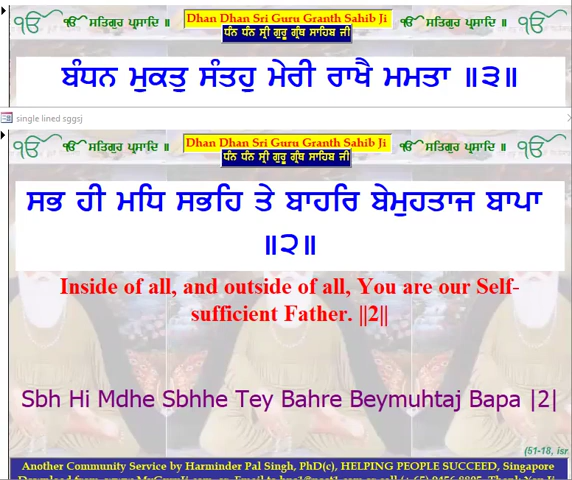 ੴ ਸਤਿਗੁਰ ਪ੍ਰਸਾਦਿ ॥ Dhan Dhan Sri Guru Granth Sahib Ji ੴ ਸਤਿਗੁਰ ਪ੍ਰਸਾਦਿ ॥ ੴ
ਧੰਨ ਧੰਨ ਸ੍ਰੀ ਗੁਰੂ ਗ੍ਰੰਥ ਸਾਹਿਬ ਜੀ
ਬੰਧਨ ਮੁਕਤੁ ਸੰਤਹੁ ਮੇਰੀ ਰਾਖੈ ਮਮਤਾ ॥੩॥
single lined sggsj
ੴ ੴ ਸਤਿਗੁਰ ਪ੍ਰਸਾਦਿ ॥ Dhan Dhan Sri Guru Granth Sahib Ji ੴ ਸਤਿਗੁਰ ਪ੍ਰਸਾਦਿ ॥ ੴ
ਧੰਨ ਧੰਨ ਸ੍ਰੀ ਗੁਰੂ ਗ੍ਰੰਥ ਸਾਹਿਬ ਜੀ
ਸਭ ਹੀ ਮਧਿ ਸਭਹਿ ਤੇ ਬਾਹਰਿ ਬੇਮੁਹਤਾਜ ਬਾਪਾ
॥੨॥
Inside of all, and outside of all, You are our Self-
sufficient Father. ||2||
Sbh Hi Mdhe Sbhhe Tey Bahre Beymuhtaj Bapa |2|
(51-18, isr
Another Community Service by Harminder Pal Singh, PhD(c), HELPING PEOPLE SUCCEED, Singapore